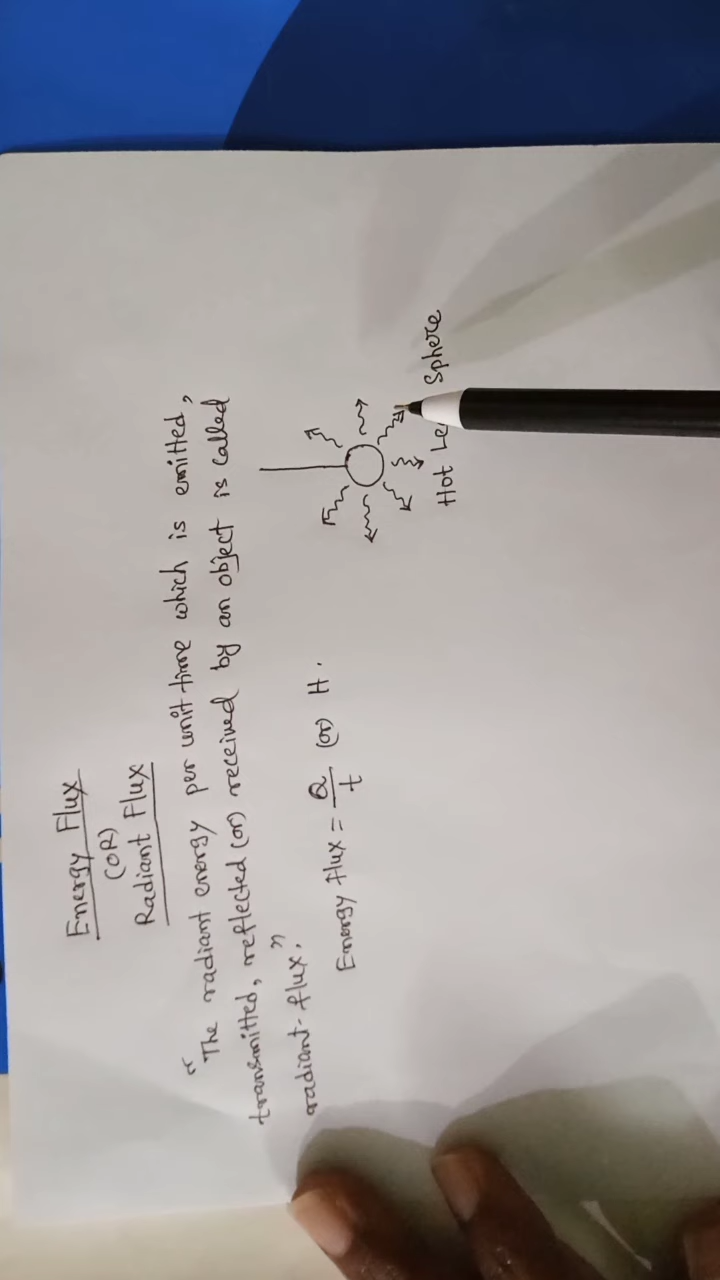 Energy Flux
(OR)
Radiant Flux
"The radiant energy per unit time which is emitted,
transmitted, reflected (or) received by an object is called
radiant flux."
Energy flux = Q/t (or) H.
Hot Sphere